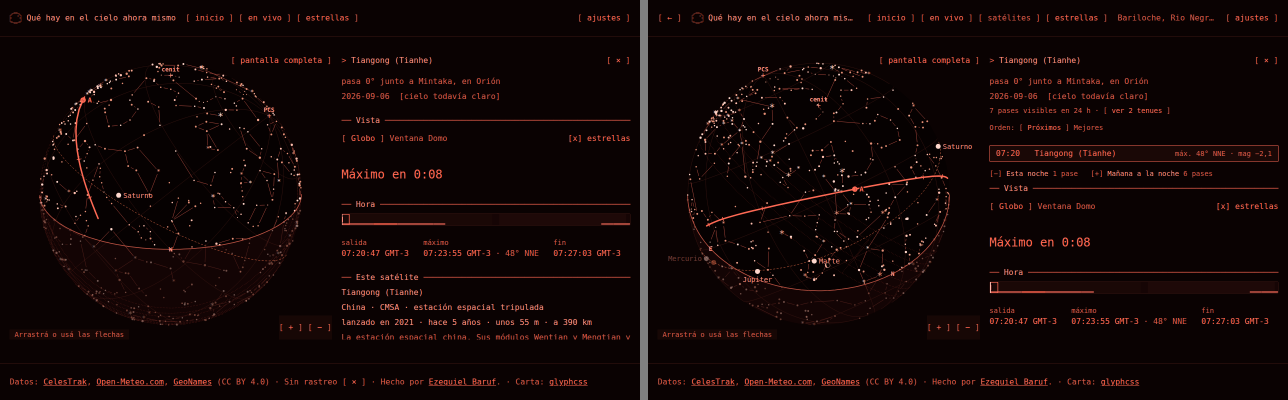 Qué hay en el cielo ahora mismo [ inicio ] [ en vivo ] [ estrellas ] [ ajustes ]
[ pantalla completa ]
cenit
A
PCS
Saturno
Arrastrá o usá las flechas
[ + ] [ − ]
> Tiangong (Tianhe) [ × ]
pasa 0° junto a Mintaka, en Orión
2026-09-06 [cielo todavía claro]
Vista
[ Globo ] Ventana Domo [x] estrellas
Máximo en 0:08
Hora
salida máximo fin
07:20:47 GMT-3 07:23:55 GMT-3 · 48° NNE 07:27:03 GMT-3
Este satélite
Tiangong (Tianhe)
China · CMSA · estación espacial tripulada
lanzado en 2021 · hace 5 años · unos 55 m · a 390 km
La estación espacial china. Sus módulos Wentian y Mengtian y
Datos: CelesTrak, Open-Meteo.com, GeoNames (CC BY 4.0) · Sin rastreo [ × ] · Hecho por Ezequiel Baruf. · Carta: glyphcss
[ ← ] Qué hay en el cielo ahora mis… [ inicio ] [ en vivo ] [ satélites ] [ estrellas ] Bariloche, Rio Negr… [ ajustes ]
[ pantalla completa ]
PCS
cenit
Saturno
A
E
Mercurio
Marte
Júpiter
N
Arrastrá o usá las flechas
[ + ] [ − ]
> Tiangong (Tianhe) [ × ]
pasa 0° junto a Mintaka, en Orión
2026-09-06 [cielo todavía claro]
7 pases visibles en 24 h · [ ver 2 tenues ]
Orden: [ Próximos ] Mejores
07:20 Tiangong (Tianhe) máx. 48° NNE · mag −2,1
[−] Esta noche 1 pase [+] Mañana a la noche 6 pases
Vista
[ Globo ] Ventana Domo [x] estrellas
Máximo en 0:08
Hora
salida máximo fin
07:20:47 GMT-3 07:23:55 GMT-3 · 48° NNE 07:27:03 GMT-3
Datos: CelesTrak, Open-Meteo.com, GeoNames (CC BY 4.0) · Hecho por Ezequiel Baruf. · Carta: glyphcss